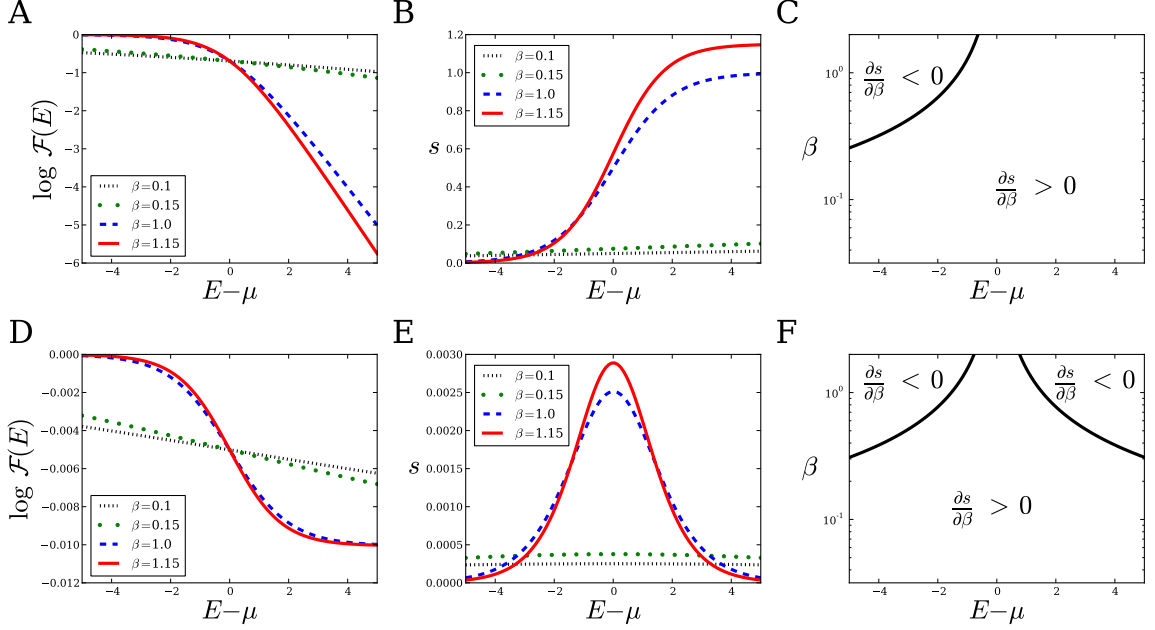 A
log F(E)
0
−1
−2
−3
−4
−5
−6
β=0.1
β=0.15
β=1.0
β=1.15
−4 −2 0 2 4
E−μ
B
s
1.2
1.0
0.8
0.6
0.4
0.2
0.0
β=0.1
β=0.15
β=1.0
β=1.15
−4 −2 0 2 4
E−μ
C
β
10⁰
10⁻¹
∂s/∂β < 0
∂s/∂β > 0
−4 −2 0 2 4
E−μ
D
log F(E)
0.000
−0.002
−0.004
−0.006
−0.008
−0.010
−0.012
β=0.1
β=0.15
β=1.0
β=1.15
−4 −2 0 2 4
E−μ
E
s
0.0030
0.0025
0.0020
0.0015
0.0010
0.0005
0.0000
β=0.1
β=0.15
β=1.0
β=1.15
−4 −2 0 2 4
E−μ
F
β
10⁰
10⁻¹
∂s/∂β < 0
∂s/∂β < 0
∂s/∂β > 0
−4 −2 0 2 4
E−μ